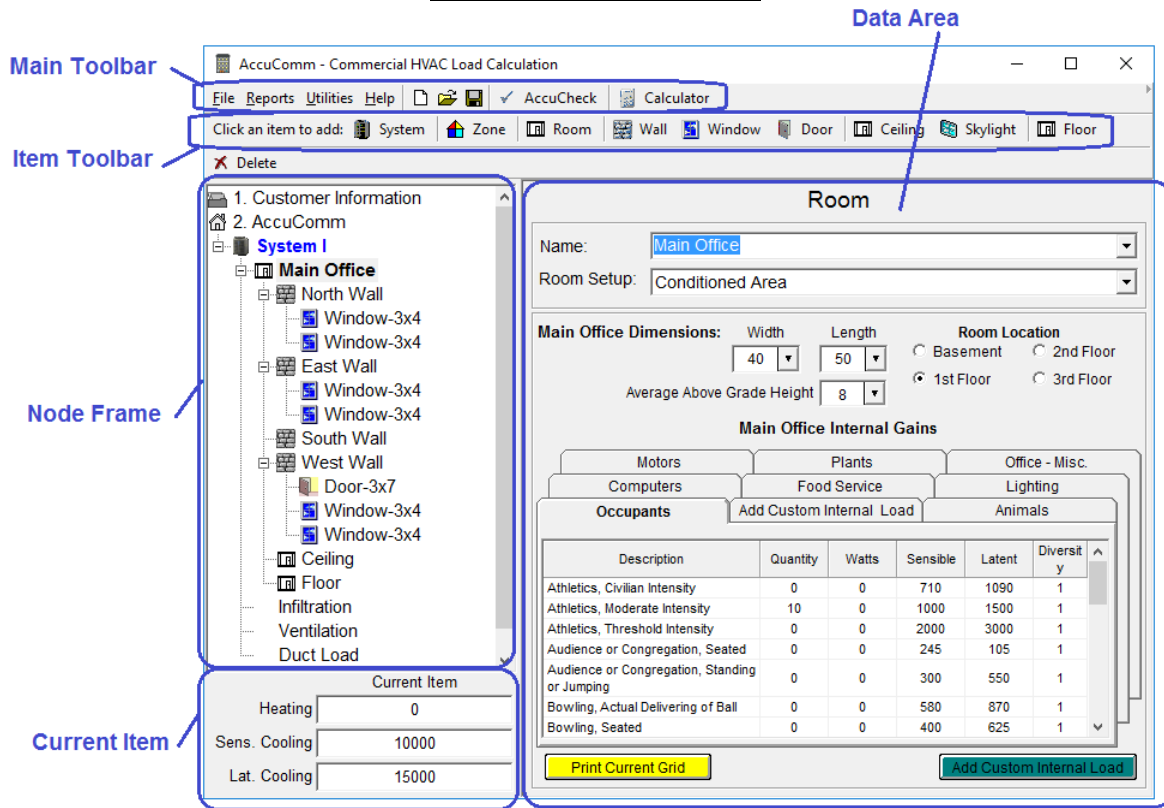 Data Area
Main Toolbar
AccuComm - Commercial HVAC Load Calculation
File Reports Utilities Help AccuCheck Calculator
Item Toolbar
Click an item to add: System Zone Room Wall Window Door Ceiling Skylight Floor
Delete
Node Frame
1. Customer Information
2. AccuComm
System I
Main Office
North Wall
Window-3x4
Window-3x4
East Wall
Window-3x4
Window-3x4
South Wall
West Wall
Door-3x7
Window-3x4
Window-3x4
Ceiling
Floor
Infiltration
Ventilation
Duct Load
Current Item
Current Item
Heating 0
Sens. Cooling 10000
Lat. Cooling 15000
Room
Name: Main Office
Room Setup: Conditioned Area
Main Office Dimensions: Width Length Room Location
40 50 Basement 2nd Floor
1st Floor 3rd Floor
Average Above Grade Height 8
Main Office Internal Gains
Motors Plants Office - Misc.
Computers Food Service Lighting
Occupants Add Custom Internal Load Animals
Description Quantity Watts Sensible Latent Diversit
y
Athletics, Civilian Intensity 0 0 710 1090 1
Athletics, Moderate Intensity 10 0 1000 1500 1
Athletics, Threshold Intensity 0 0 2000 3000 1
Audience or Congregation, Seated 0 0 245 105 1
Audience or Congregation, Standing
or Jumping 0 0 300 550 1
Bowling, Actual Delivering of Ball 0 0 580 870 1
Bowling, Seated 0 0 400 625 1
Print Current Grid Add Custom Internal Load